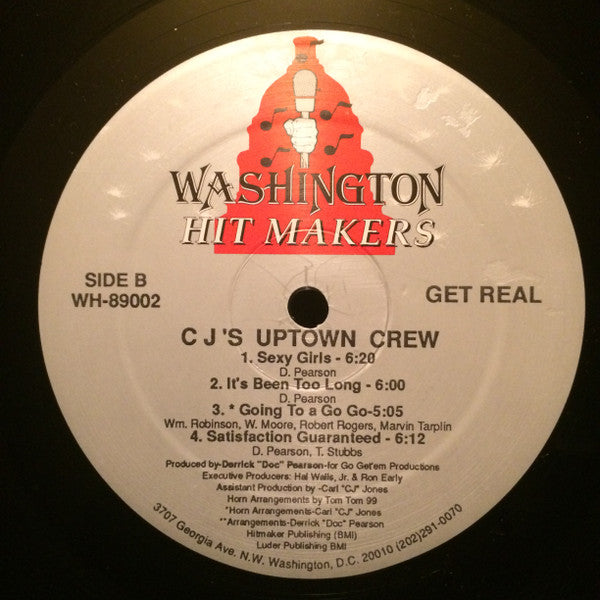 WASHINGTON
HIT MAKERS
SIDE B
WH-89002
GET REAL
CJ'S UPTOWN CREW
1. Sexy Girls - 6:20
D. Pearson
2. It's Been Too Long - 6:00
D. Pearson
3. * Going To a Go Go-5:05
Wm. Robinson, W. Moore, Robert Rogers, Marvin Tarplin
4. Satisfaction Guaranteed - 6:12
D. Pearson, T. Stubbs
Produced by-Derrick "Doc" Pearson-for Go Get'em Productions
Executive Producers: Hal Walls, Jr. & Ron Early
Assistant Production by -Carl "CJ" Jones
Horn Arrangements by Tom Tom 99
*Horn Arrangements-Carl "CJ" Jones
**Arrangements-Derrick "Doc" Pearson
Hitmaker Publishing (BMI)
Luder Publishing BMI
3707 Georgia Ave. N.W. Washington, D.C. 20010 (202)291-0070